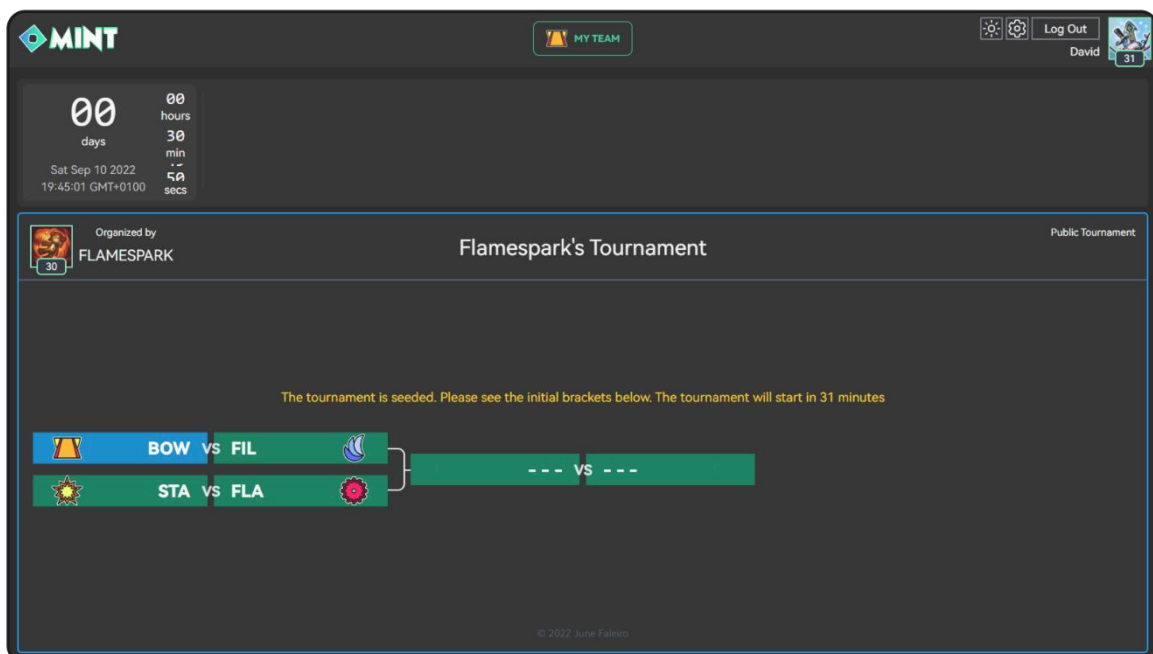 MINT
MY TEAM
Log Out
David
31
00
days
00
hours
30
min
50
secs
Sat Sep 10 2022
19:45:01 GMT+0100
Organized by
FLAMESPARK
30
Flamespark's Tournament
Public Tournament
The tournament is seeded. Please see the initial brackets below. The tournament will start in 31 minutes
BOW VS FIL
--- VS ---
STA VS FLA
© 2022 June Faleiro